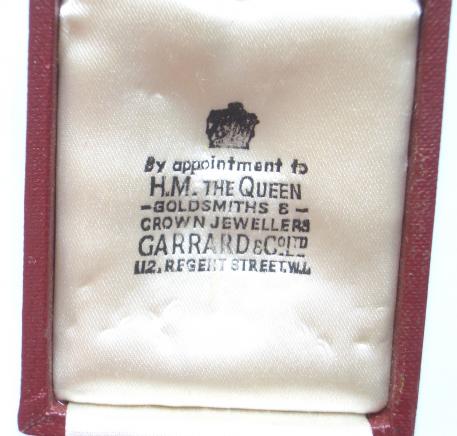 By appointment to
H.M. THE QUEEN
-GOLDSMITHS &-
CROWN JEWELLERS
GARRARD & Co. LTD
112, REGENT STREET, W.1.